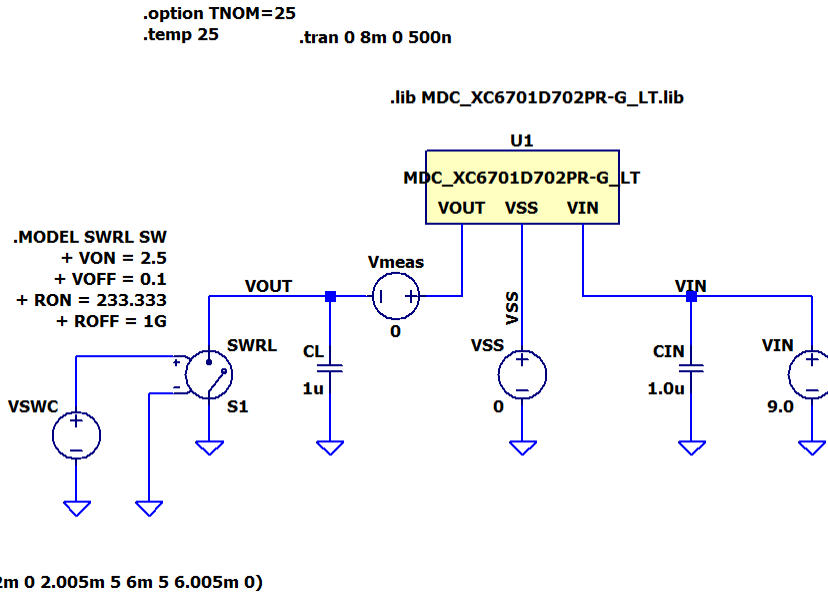 .option TNOM=25
.temp 25
.tran 0 8m 0 500n
.lib MDC_XC6701D702PR-G_LT.lib
U1
MDC_XC6701D702PR-G_LT
VOUT VSS VIN
.MODEL SWRL SW
+ VON = 2.5
+ VOFF = 0.1
+ RON = 233.333
+ ROFF = 1G
Vmeas
VOUT
0
VSS
VIN
SWRL
CL
VSS
CIN
VIN
1u
1.0u
VSWC
S1
0
9.0
2m 0 2.005m 5 6m 5 6.005m 0)